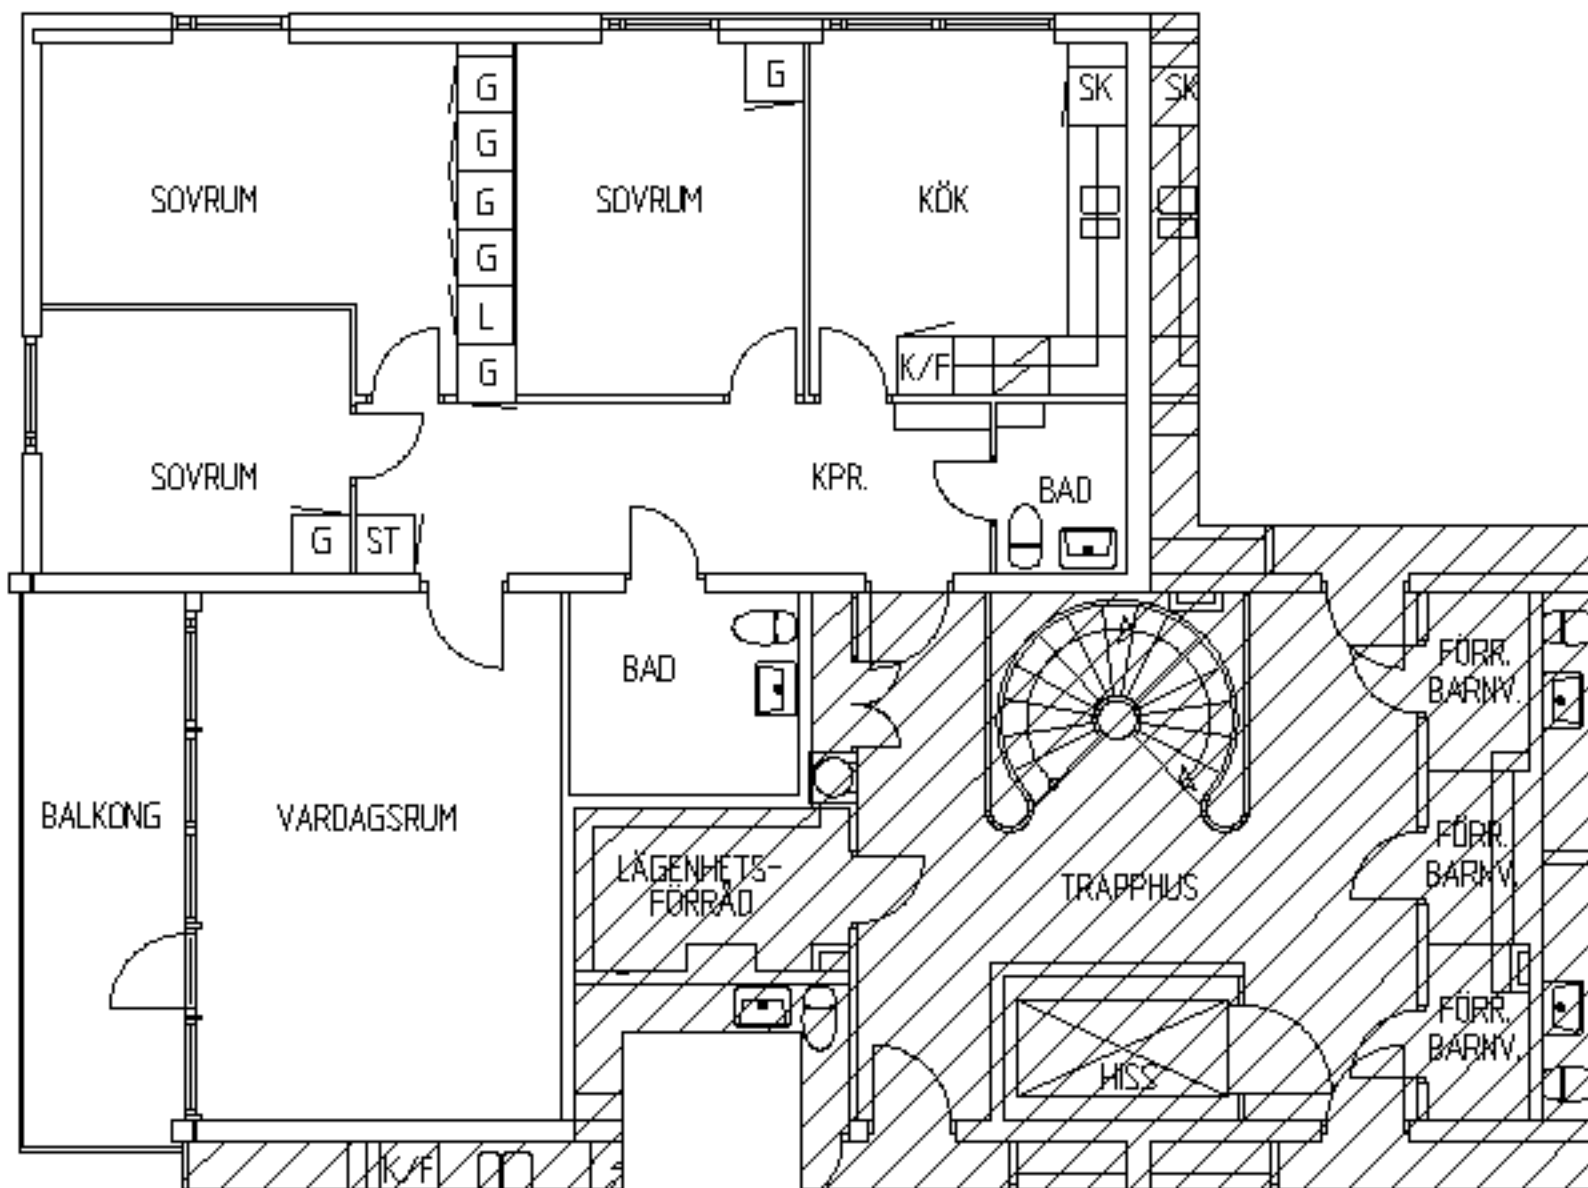 G
G
SK
SK
G
SOVRUM
G
SOVRUM
KÖK
G
L
G
K/F
SOVRUM
KPR.
BAD
G
ST
BAD
FÖRR.
BARNV.
BALKONG
VARDAGSRUM
FÖRR.
BARNV.
LÄGENHETS-
FÖRRÅD
TRAPPHUS
FÖRR.
BARNV.
HISS
K/F